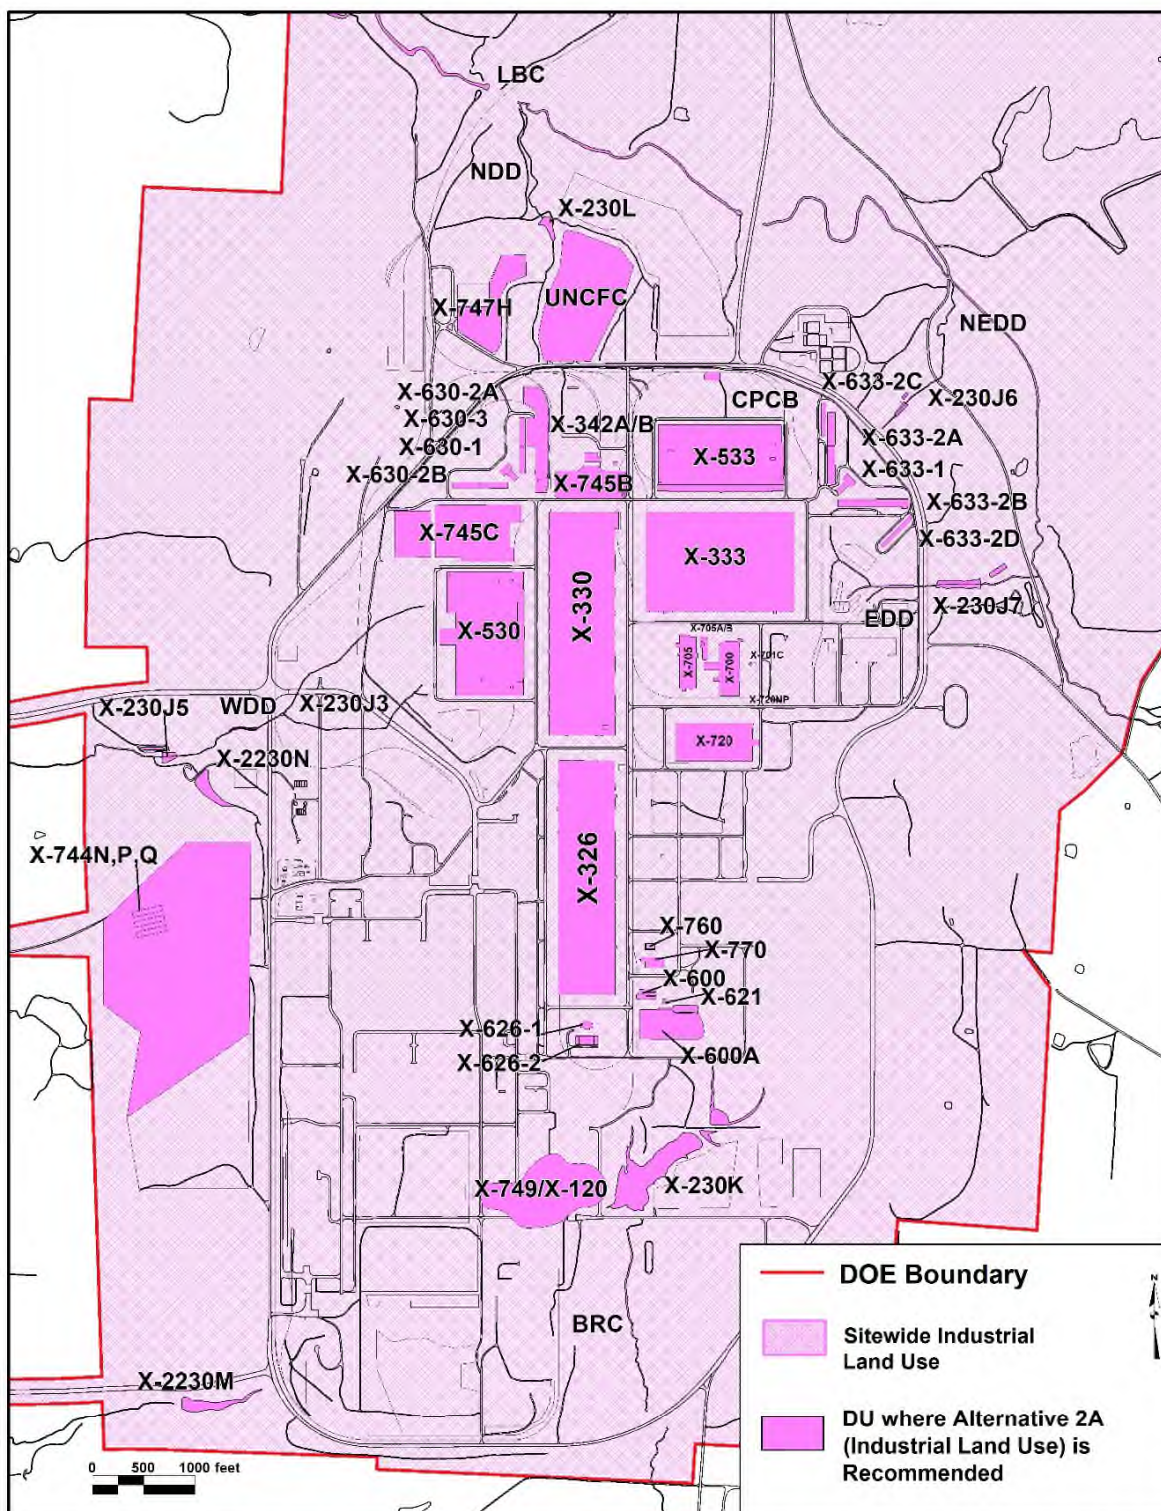 LBC
NDD
X-230L
X-747H
UNCFC
NEDD
X-630-2A
X-630-3
X-630-1
X-630-2B
X-342A/B
X-745B
CPCB
X-533
X-633-2C
X-230J6
X-633-2A
X-633-1
X-633-2B
X-633-2D
X-745C
X-330
X-333
X-530
X-230J7
EDD
X-705A/B
X-705
X-700
X-701C
X-720NP
X-720
X-230J5
WDD
X-230J3
X-2230N
X-744N,P,Q
X-326
X-760
X-770
X-600
X-621
X-626-1
X-626-2
X-600A
X-749/X-120
X-230K
BRC
X-2230M
0 500 1000 feet
DOE Boundary
Sitewide Industrial
Land Use
DU where Alternative 2A
(Industrial Land Use) is
Recommended
N